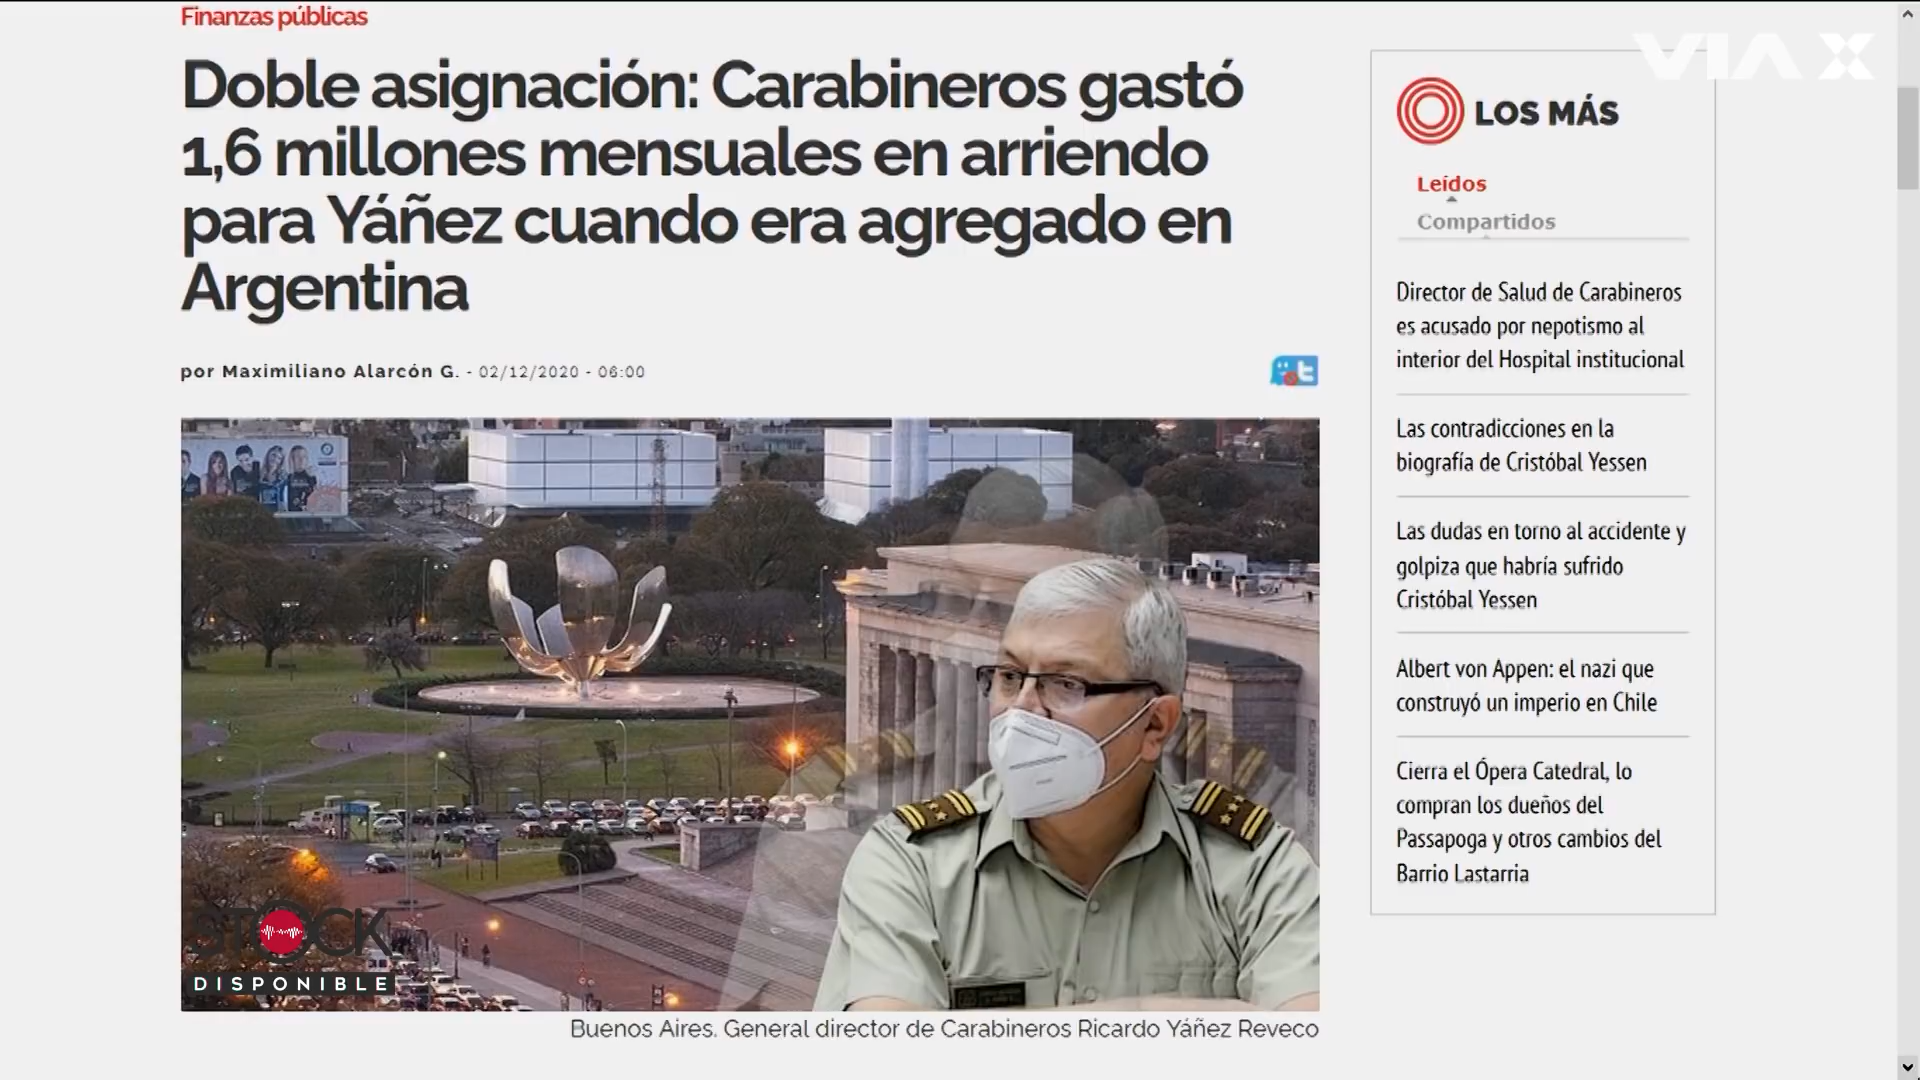 Finanzas públicas
VIA X
Doble asignación: Carabineros gastó
1,6 millones mensuales en arriendo
para Yáñez cuando era agregado en
Argentina
por Maximiliano Alarcón G. - 02/12/2020 - 06:00
t
STOCK
DISPONIBLE
Buenos Aires. General director de Carabineros Ricardo Yáñez Reveco
LOS MÁS
Leídos
Compartidos
Director de Salud de Carabineros
es acusado por nepotismo al
interior del Hospital institucional
Las contradicciones en la
biografía de Cristóbal Yessen
Las dudas en torno al accidente y
golpiza que habría sufrido
Cristóbal Yessen
Albert von Appen: el nazi que
construyó un imperio en Chile
Cierra el Ópera Catedral, lo
compran los dueños del
Passapoga y otros cambios del
Barrio Lastarria